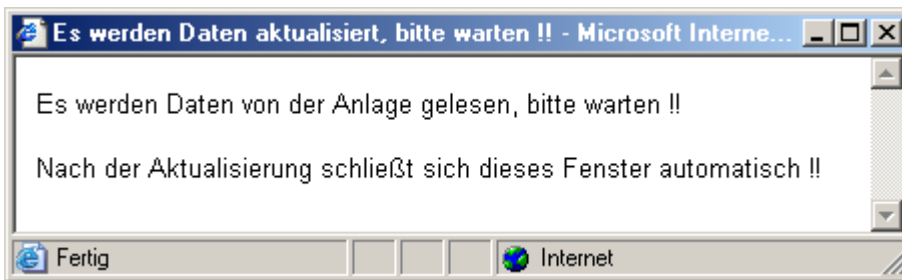 Es werden Daten aktualisiert, bitte warten !! - Microsoft Interne...
Es werden Daten von der Anlage gelesen, bitte warten !!
Nach der Aktualisierung schließt sich dieses Fenster automatisch !!
Fertig Internet